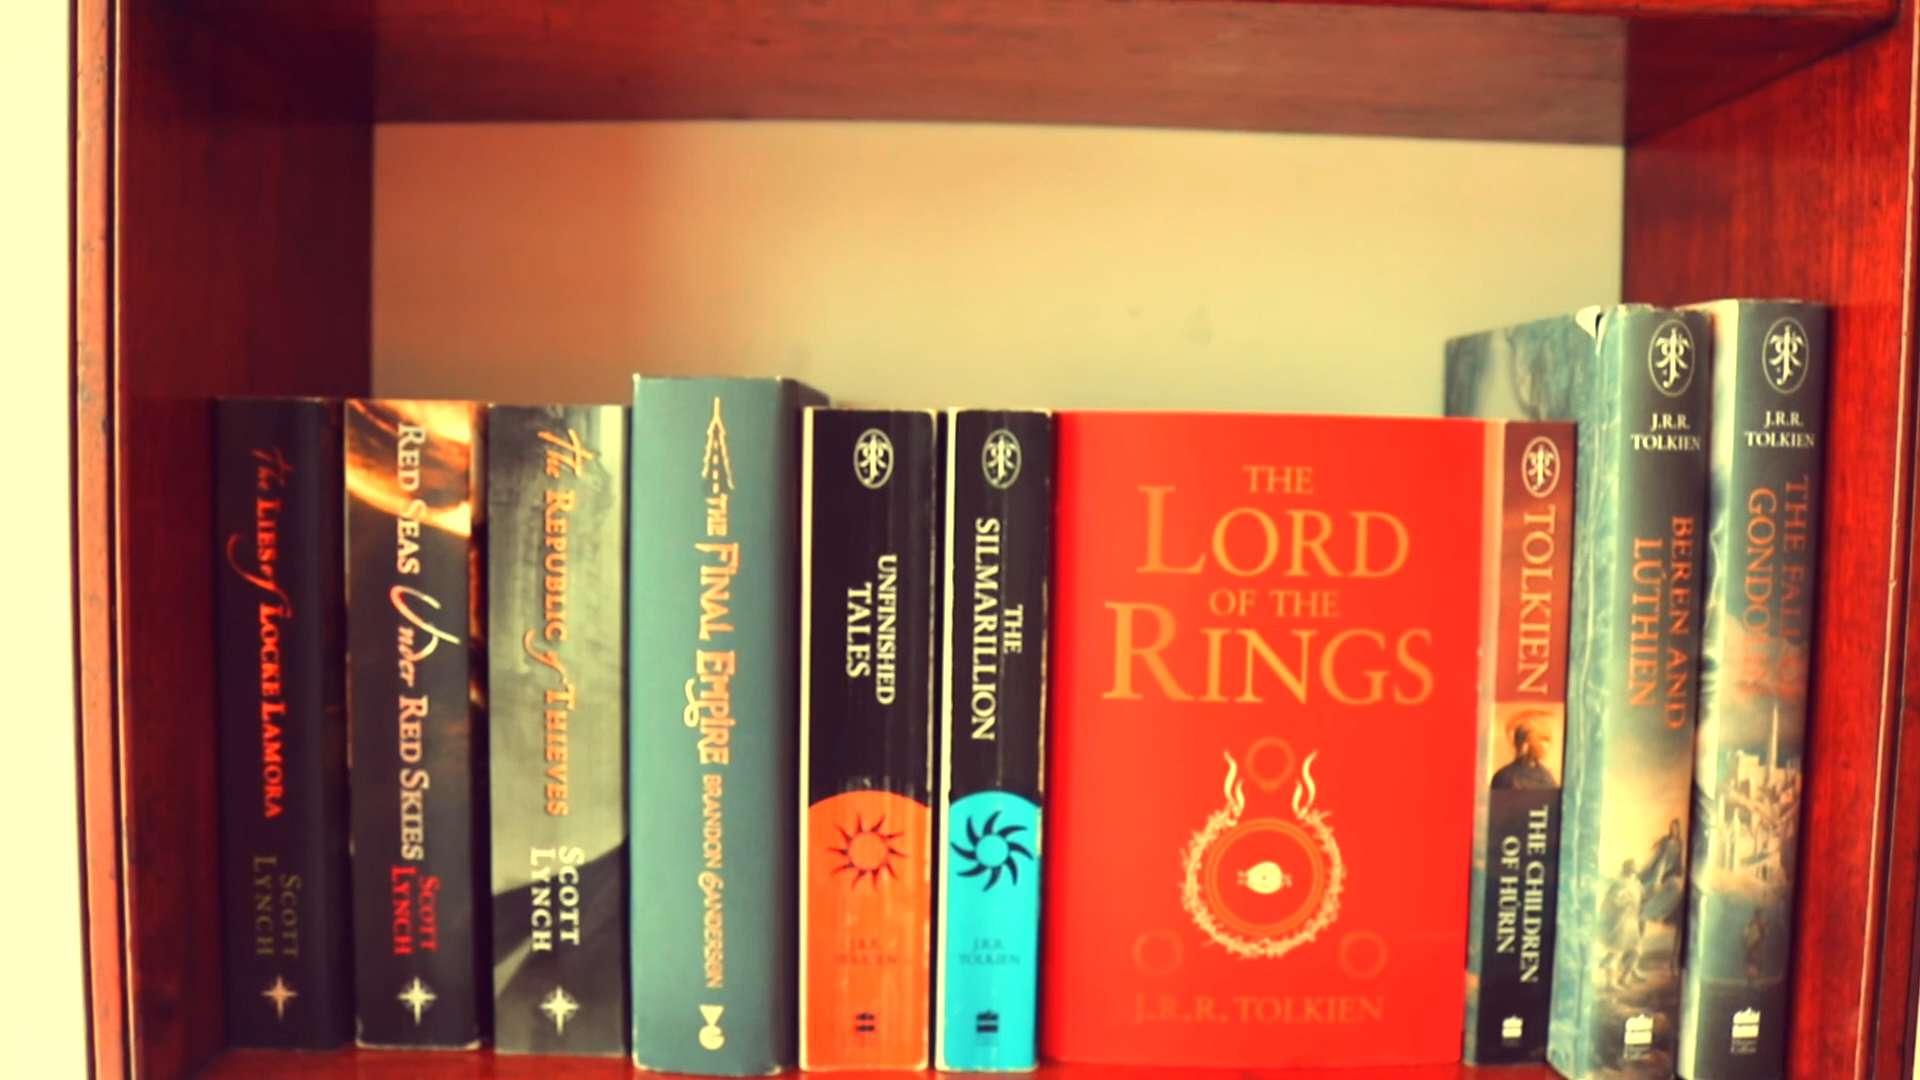 The LIES of LOCKE LAMORA
SCOTT
LYNCH
RED SEAS Under RED SKIES
SCOTT
LYNCH
The REPUBLIC of THIEVES
SCOTT
LYNCH
THE FINAL EMPIRE BRANDON SANDERSON
UNFINISHED
TALES
J.R.R.
TOLKIEN
THE
SILMARILLION
J.R.R.
TOLKIEN
THE
LORD
OF THE
RINGS
J.R.R. TOLKIEN
TOLKIEN
THE CHILDREN
OF HÚRIN
J.R.R.
TOLKIEN
BEREN AND
LÚTHIEN
J.R.R.
TOLKIEN
THE FALL OF
GONDOLIN